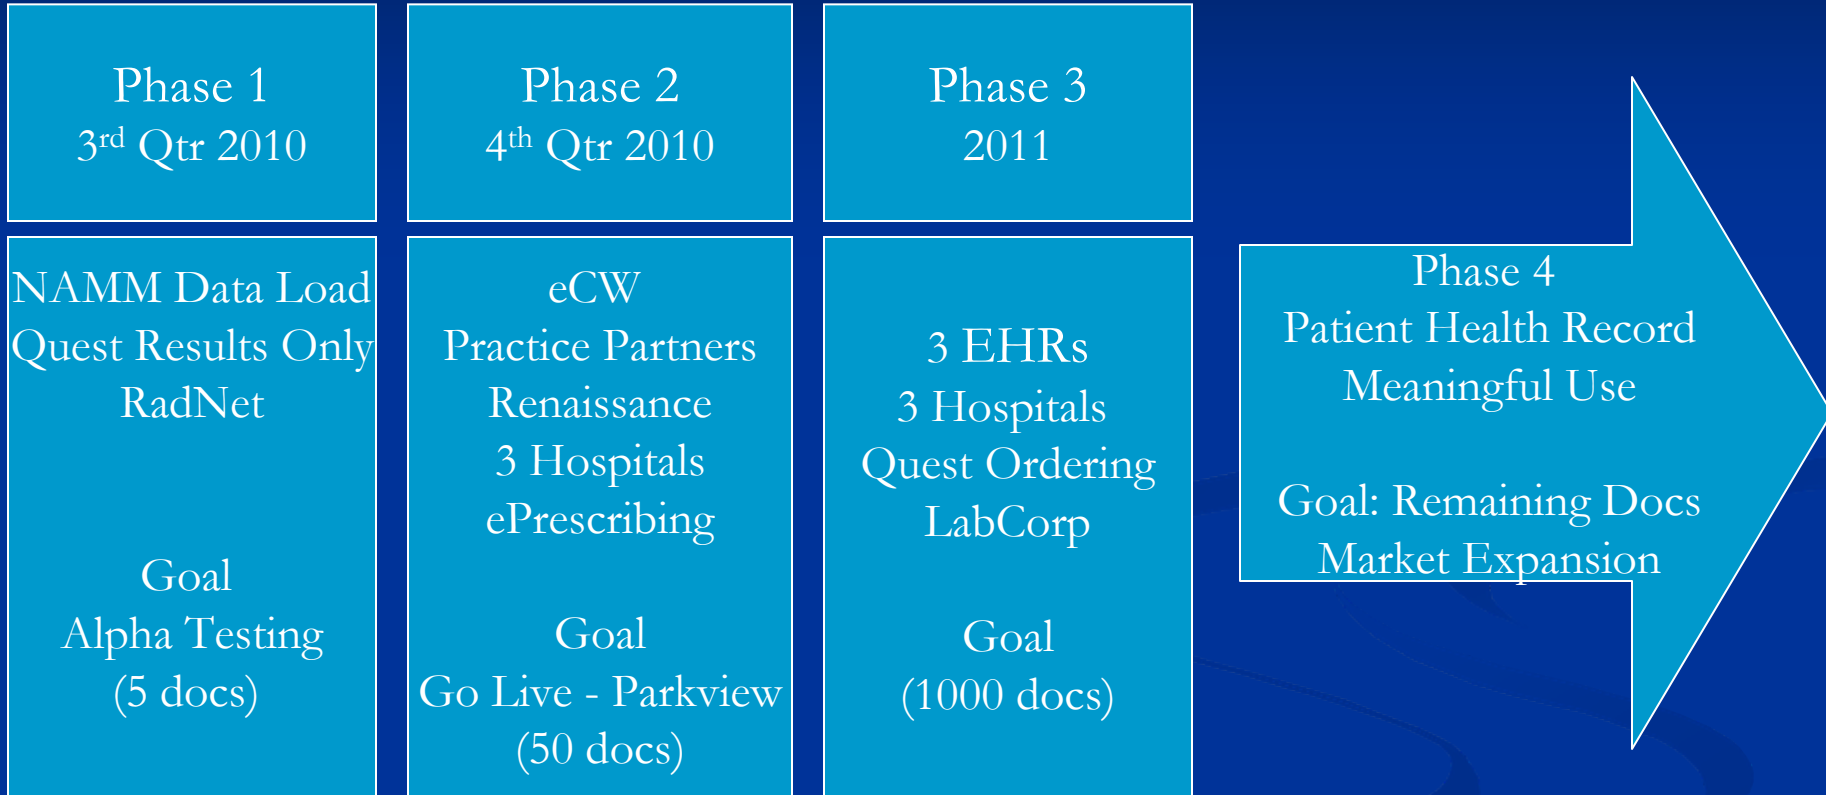 Phase 1
3rd Qtr 2010
NAMM Data Load
Quest Results Only
RadNet
Goal
Alpha Testing
(5 docs)
Phase 2
4th Qtr 2010
eCW
Practice Partners
Renaissance
3 Hospitals
ePrescribing
Goal
Go Live - Parkview
(50 docs)
Phase 3
2011
3 EHRs
3 Hospitals
Quest Ordering
LabCorp
Goal
(1000 docs)
Phase 4
Patient Health Record
Meaningful Use
Goal: Remaining Docs
Market Expansion